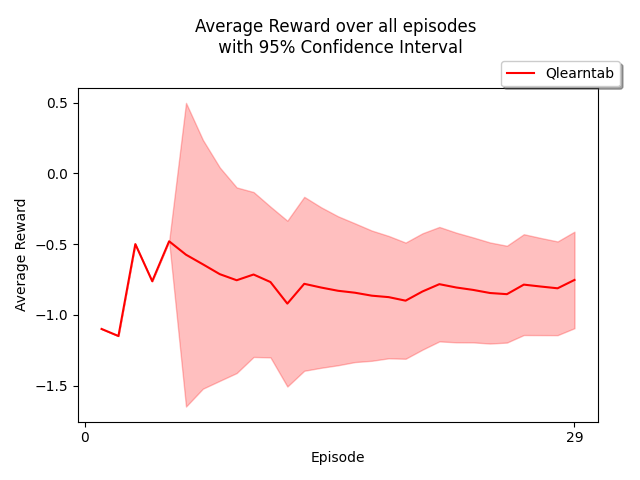 Average Reward over all episodes
with 95% Confidence Interval
Qlearntab
0.5
0.0
−0.5
−1.0
−1.5
Average Reward
0
29
Episode